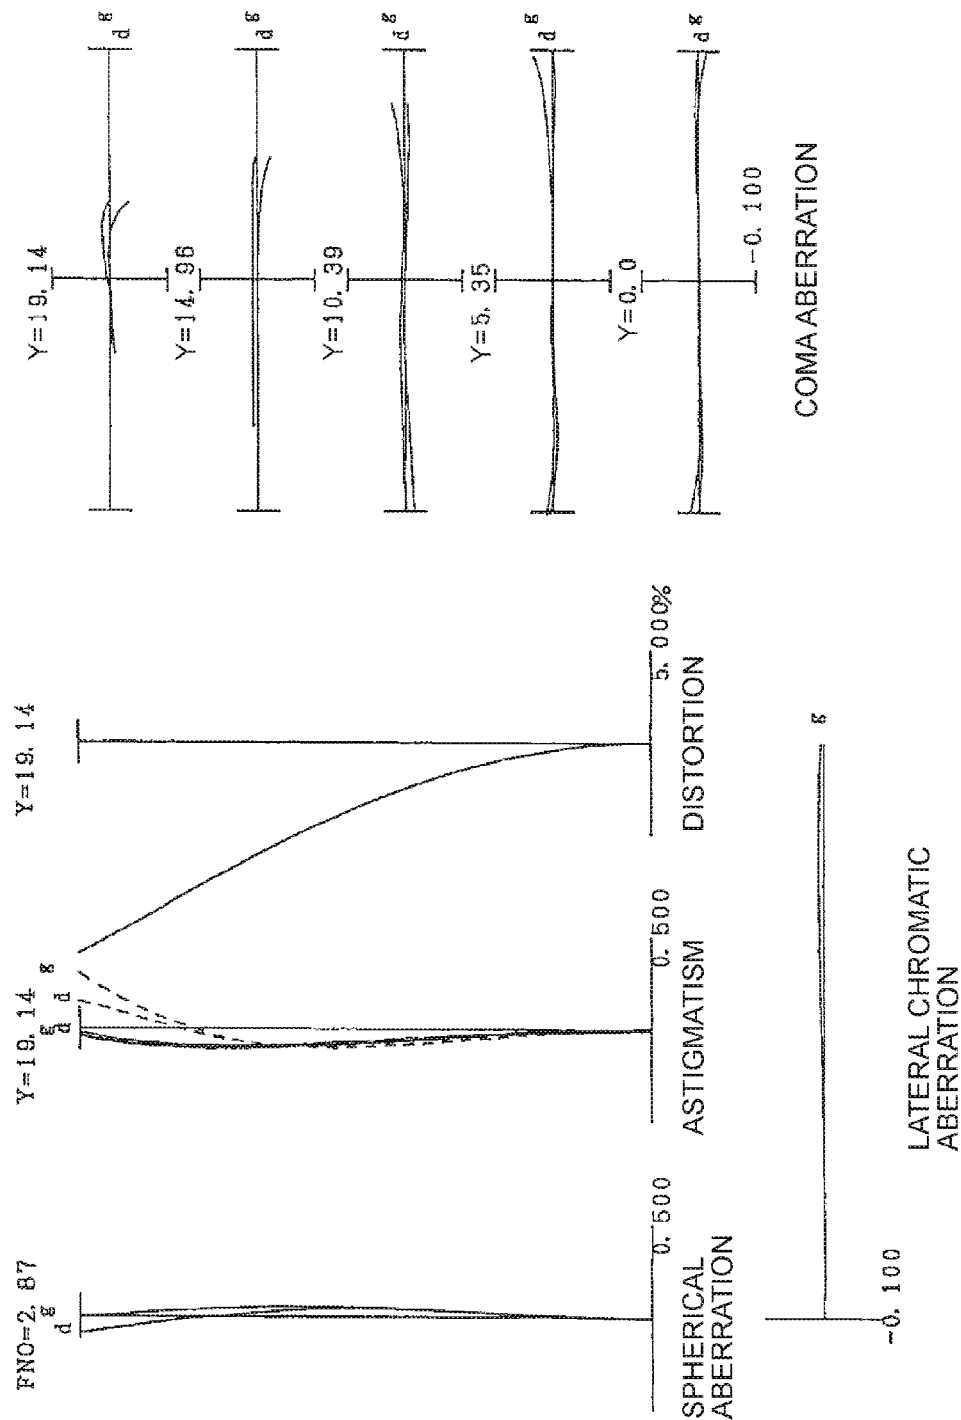 FNO=2. 87
d g
0. 500
SPHERICAL
ABERRATION
Y=19. 14
d g
d g
0. 500
ASTIGMATISM
Y=19. 14
5. 000%
DISTORTION
-0. 100
g
LATERAL CHROMATIC
ABERRATION
Y=19. 14
d g
Y=14. 96
d g
Y=10. 39
d g
Y=5. 35
d g
Y=0. 0
d g
-0. 100
COMA ABERRATION